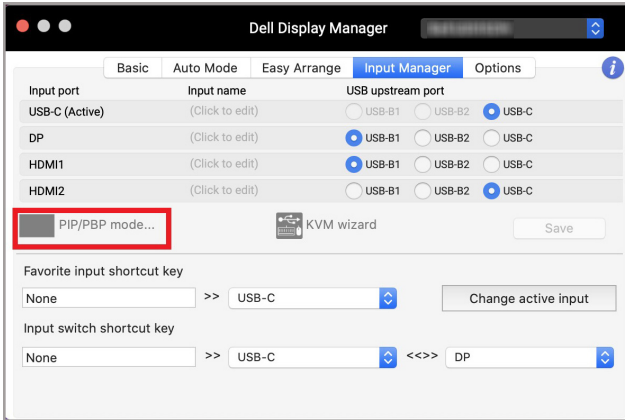 Dell Display Manager
Basic Auto Mode Easy Arrange Input Manager Options
Input port Input name USB upstream port
USB-C (Active) (Click to edit) USB-B1 USB-B2 USB-C
DP (Click to edit) USB-B1 USB-B2 USB-C
HDMI1 (Click to edit) USB-B1 USB-B2 USB-C
HDMI2 (Click to edit) USB-B1 USB-B2 USB-C
PIP/PBP mode... KVM wizard Save
Favorite input shortcut key
None >> USB-C Change active input
Input switch shortcut key
None >> USB-C <<>> DP